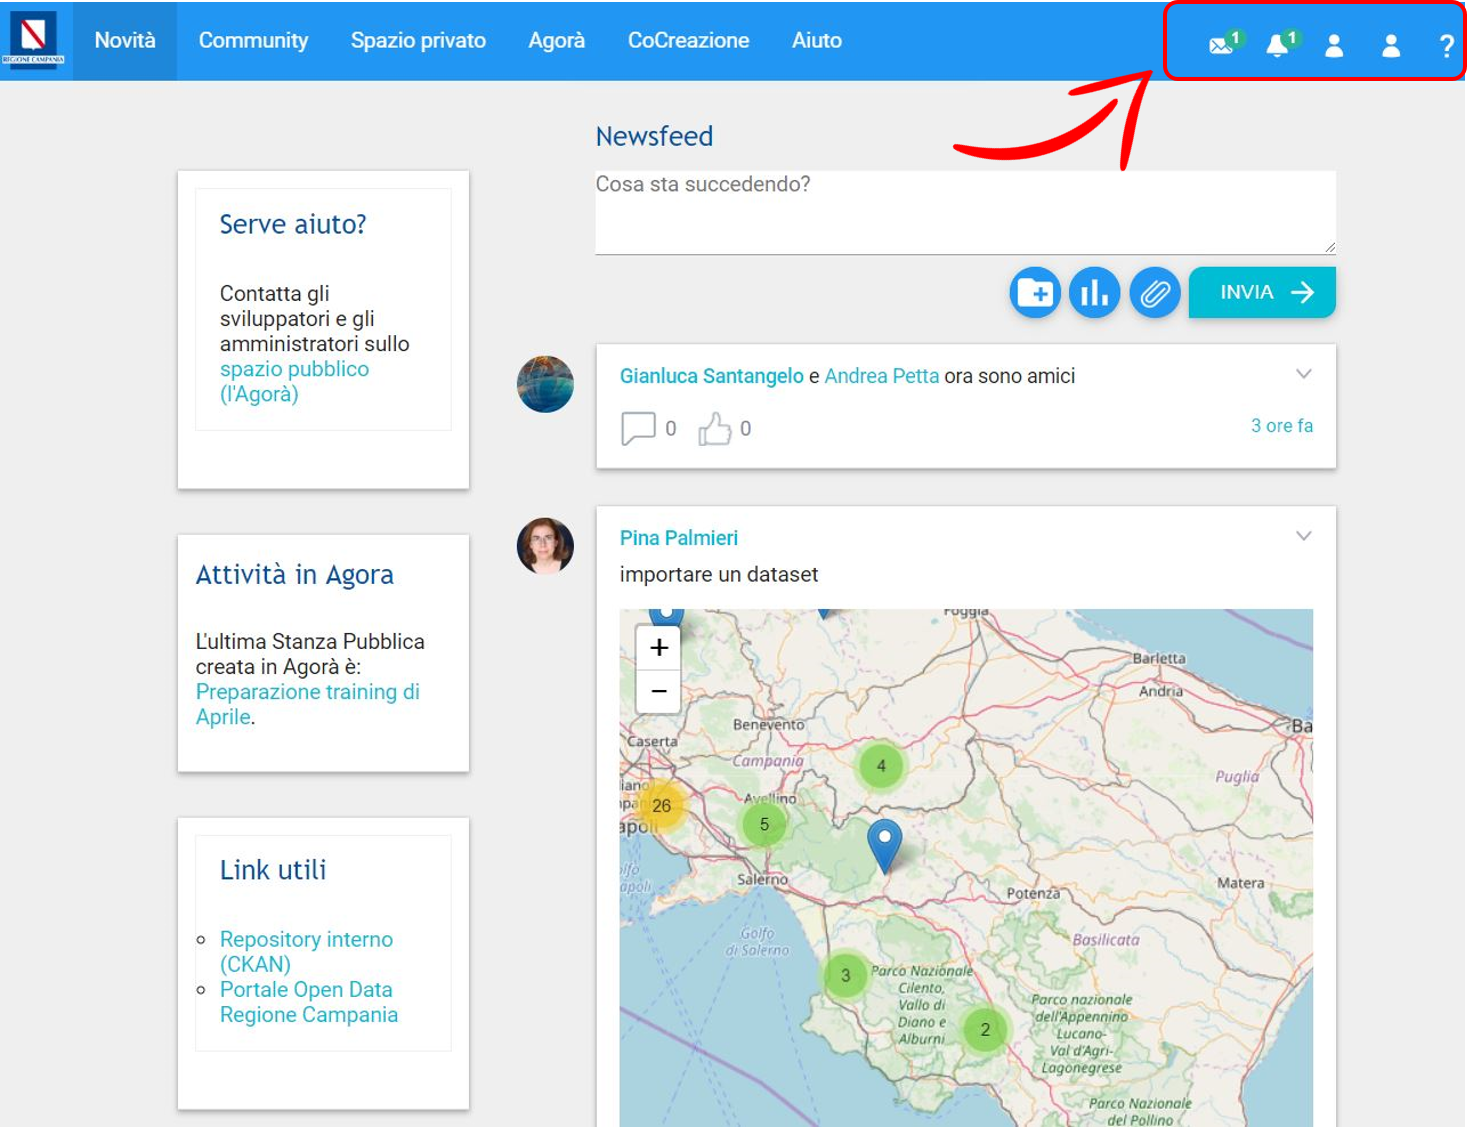 REGIONE CAMPANIA
Novità
Community
Spazio privato
Agorà
CoCreazione
Aiuto
1
1
?
Newsfeed
Cosa sta succedendo?
INVIA
Serve aiuto?
Contatta gli
sviluppatori e gli
amministratori sullo
spazio pubblico
(l'Agorà)
Attività in Agora
L'ultima Stanza Pubblica
creata in Agorà è:
Preparazione training di
Aprile.
Link utili
Repository interno
(CKAN)
Portale Open Data
Regione Campania
Gianluca Santangelo e Andrea Petta ora sono amici
0
0
3 ore fa
Pina Palmieri
importare un dataset
+
−
Foggia
Barletta
Andria
Ba
Benevento
Caserta
Campania
4
Puglia
Avellino
26
5
apoli
Salerno
Potenza
Matera
Golfo
di Salerno
Basilicata
3
Parco Nazionale
Cilento,
Vallo di
Diano e
Alburni
2
Parco nazionale
dell'Appennino
Lucano-
Val d'Agri-
Lagonegrese
Parco Nazionale
del Pollino